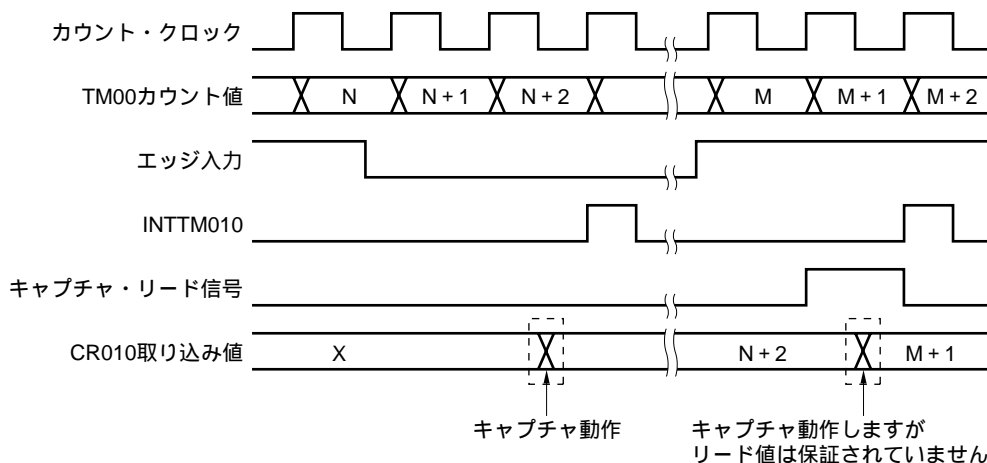 カウント・クロック
TM00カウント値
N
N + 1
N + 2
M
M + 1
M + 2
エッジ入力
INTTM010
キャプチャ・リード信号
CR010取り込み値
X
N + 2
M + 1
キャプチャ動作
キャプチャ動作しますが
リード値は保証されていません